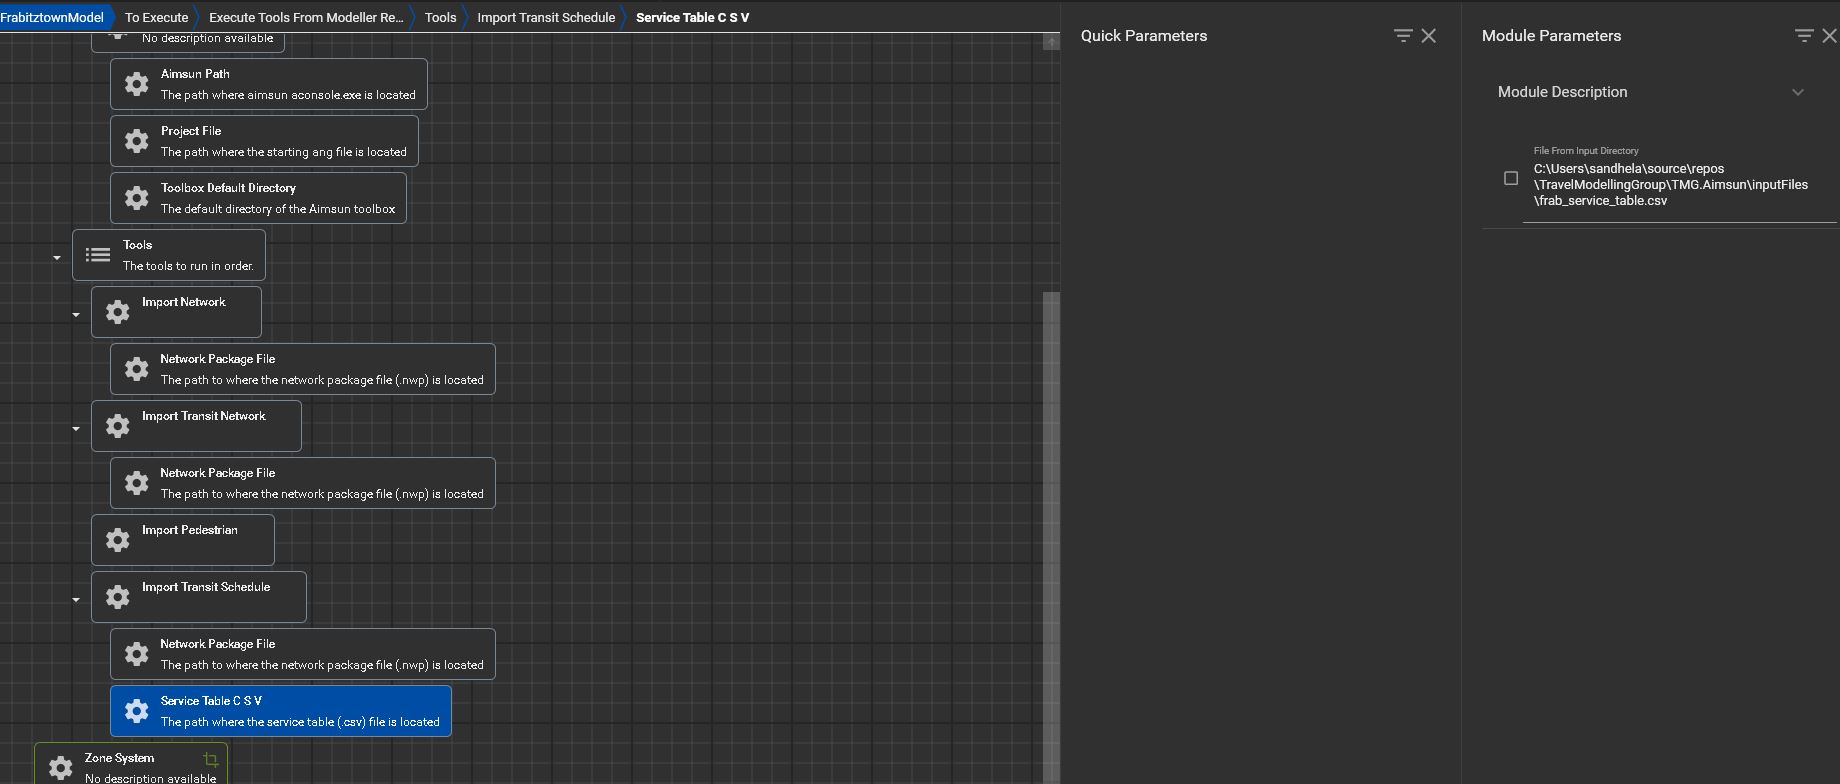 FrabitztownModel
To Execute
Execute Tools From Modeller Re...
Tools
Import Transit Schedule
Service Table C S V
No description available
Aimsun Path
The path where aimsun aconsole.exe is located
Project File
The path where the starting ang file is located
Toolbox Default Directory
The default directory of the Aimsun toolbox
Tools
The tools to run in order.
Import Network
Network Package File
The path to where the network package file (.nwp) is located
Import Transit Network
Network Package File
The path to where the network package file (.nwp) is located
Import Pedestrian
Import Transit Schedule
Network Package File
The path to where the network package file (.nwp) is located
Service Table C S V
The path where the service table (.csv) file is located
Zone System
No description available
Quick Parameters
Module Parameters
Module Description
File From Input Directory
C:\Users\sandhela\source\repos
\TravelModellingGroup\TMG.Aimsun\inputFiles
\frab_service_table.csv